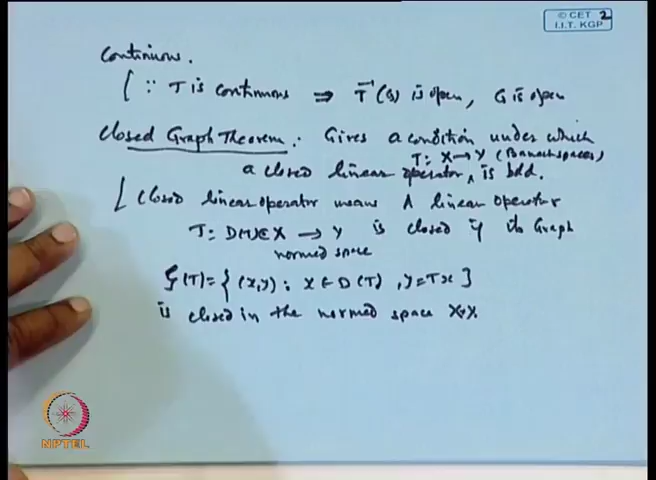 © CET 2
I.I.T. KGP
Continuous.
[ ∵ T is continuous ⇒ T⁻¹(G) is open, G is open
Closed Graph Theorem: Gives a condition under which
T: X→Y (Banach spaces)
a closed linear operator ∧ is bdd.
[ Closed linear operator means A linear operator
T: D(T)⊂X → Y is closed if its Graph
normed space
G(T) = { (x,y) : x ∈ D(T), y=Tx }
is closed in the normed space
NPTEL